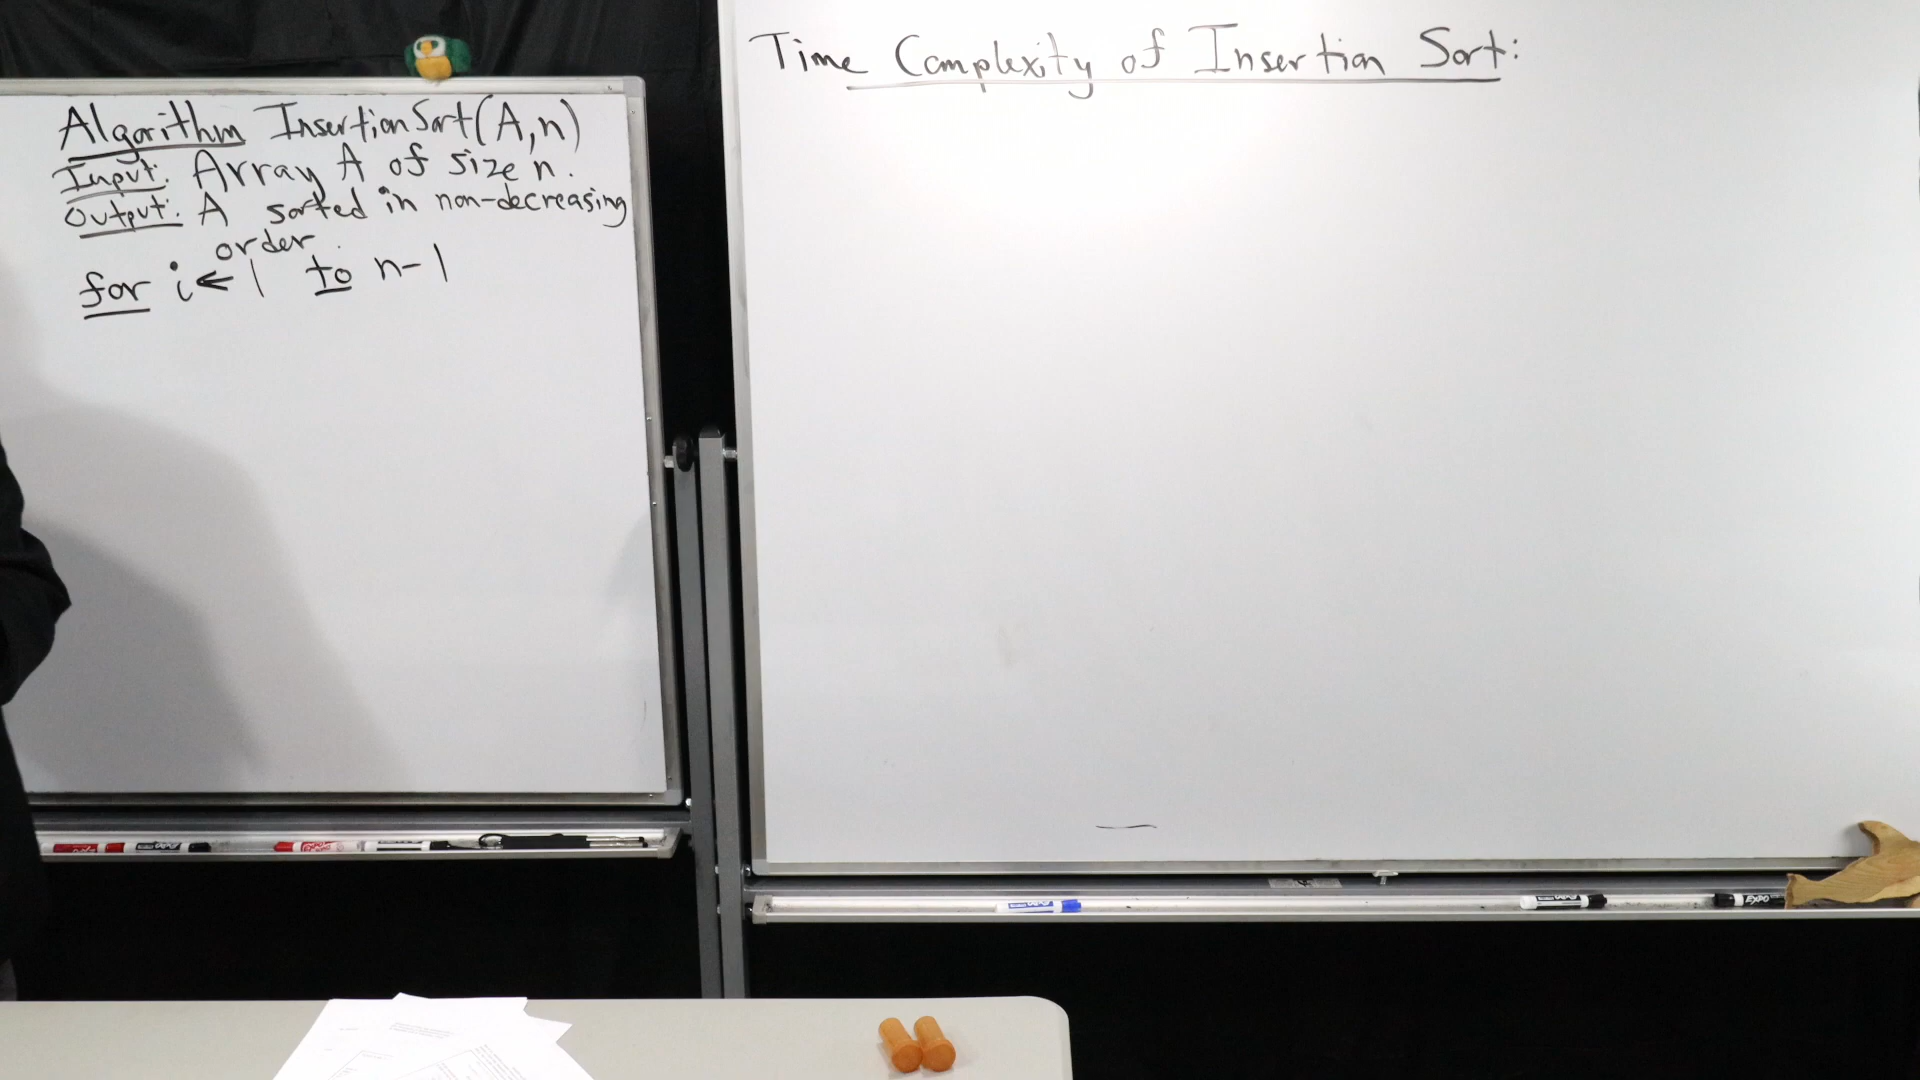 Algorithm InsertionSort(A,n)
Input: Array A of size n.
Output: A sorted in non-decreasing
order.
for i ← 1 to n-1
Time Complexity of Insertion Sort:
EXPO